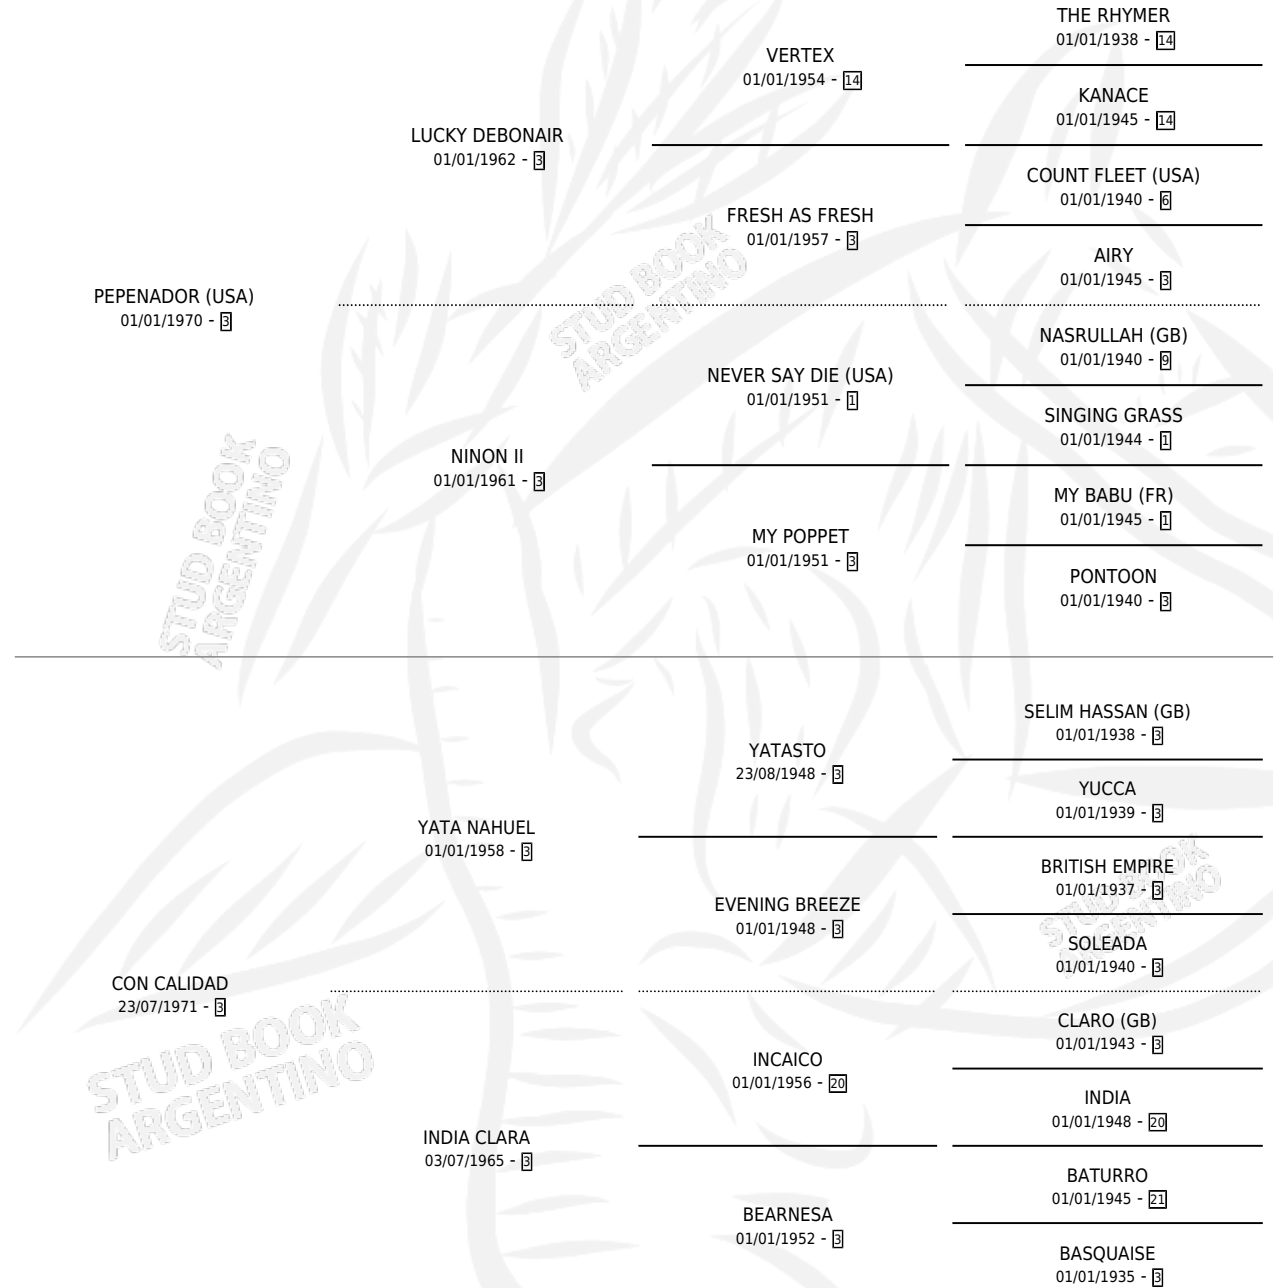 THE RHYMER
01/01/1938 - 14
VERTEX
01/01/1954 - 14
KANACE
01/01/1945 - 14
LUCKY DEBONAIR
01/01/1962 - 3
COUNT FLEET (USA)
01/01/1940 - 6
FRESH AS FRESH
01/01/1957 - 3
AIRY
01/01/1945 - 3
PEPENADOR (USA)
01/01/1970 - 3
NASRULLAH (GB)
01/01/1940 - 9
NEVER SAY DIE (USA)
01/01/1951 - 1
SINGING GRASS
01/01/1944 - 1
NINON II
01/01/1961 - 3
MY BABU (FR)
01/01/1945 - 1
MY POPPET
01/01/1951 - 3
PONTOON
01/01/1940 - 3
SELIM HASSAN (GB)
01/01/1938 - 3
YATASTO
23/08/1948 - 3
YUCCA
01/01/1939 - 3
YATA NAHUEL
01/01/1958 - 3
BRITISH EMPIRE
01/01/1937 - 3
EVENING BREEZE
01/01/1948 - 3
SOLEADA
01/01/1940 - 3
CON CALIDAD
23/07/1971 - 3
CLARO (GB)
01/01/1943 - 3
INCAICO
01/01/1956 - 20
INDIA
01/01/1948 - 20
INDIA CLARA
03/07/1965 - 3
BATURRO
01/01/1945 - 21
BEARNESA
01/01/1952 - 3
BASQUAISE
01/01/1935 - 3
STUD BOOK
ARGENTINO
STUD BOOK
ARGENTINO
STUD BOOK
ARGENTINO
STUD BOOK
ARGENTINO